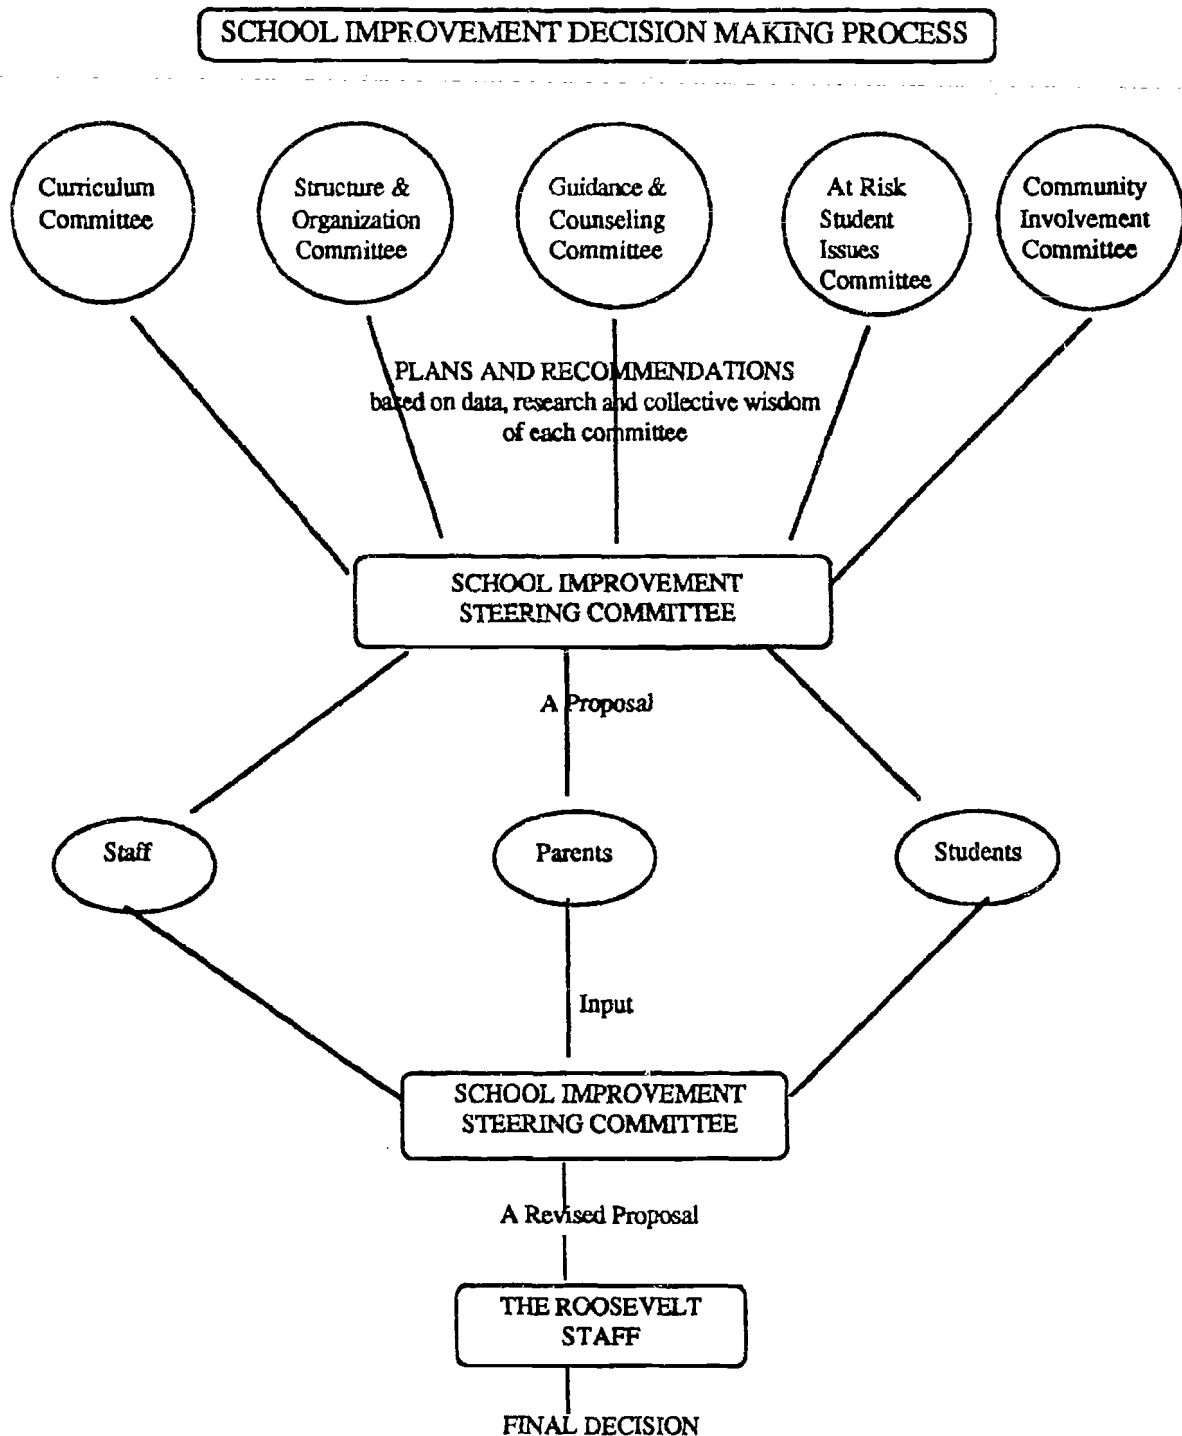 SCHOOL IMPROVEMENT DECISION MAKING PROCESS
Curriculum
Committee
Structure &
Organization
Committee
Guidance &
Counseling
Committee
At Risk
Student
Issues
Committee
Community
Involvement
Committee
PLANS AND RECOMMENDATIONS
based on data, research and collective wisdom
of each committee
SCHOOL IMPROVEMENT
STEERING COMMITTEE
A Proposal
Staff
Parents
Students
Input
SCHOOL IMPROVEMENT
STEERING COMMITTEE
A Revised Proposal
THE ROOSEVELT
STAFF
FINAL DECISION